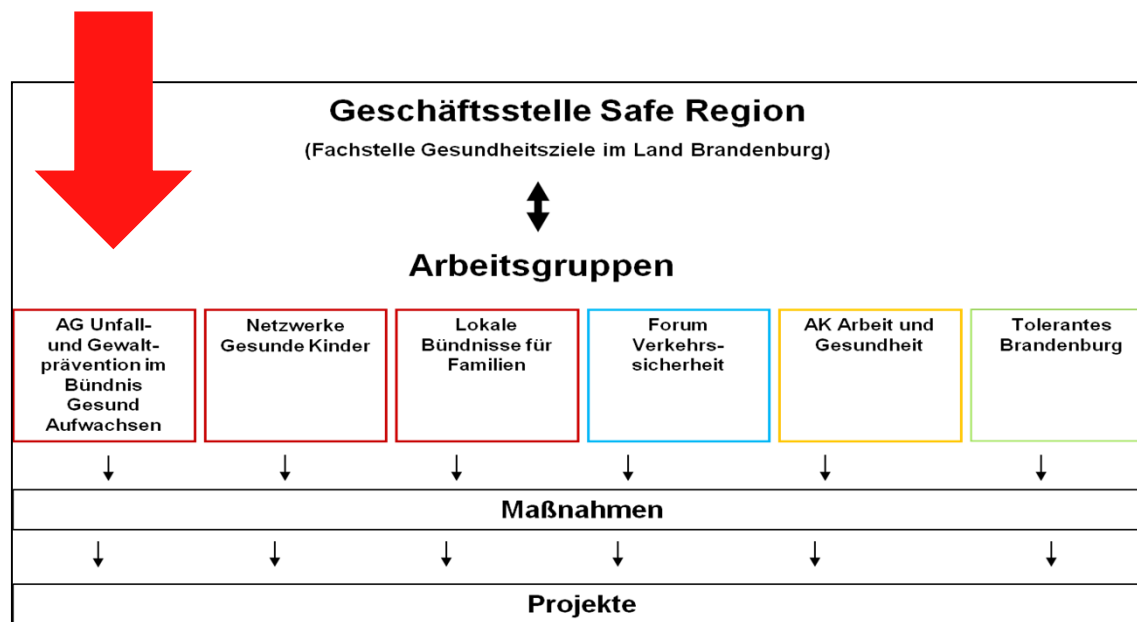 Geschäftsstelle Safe Region
(Fachstelle Gesundheitsziele im Land Brandenburg)
Arbeitsgruppen
AG Unfall-
und Gewalt-
prävention im
Bündnis
Gesund
Aufwachsen
Netzwerke
Gesunde Kinder
Lokale
Bündnisse für
Familien
Forum
Verkehrs-
sicherheit
AK Arbeit und
Gesundheit
Tolerantes
Brandenburg
Maßnahmen
Projekte